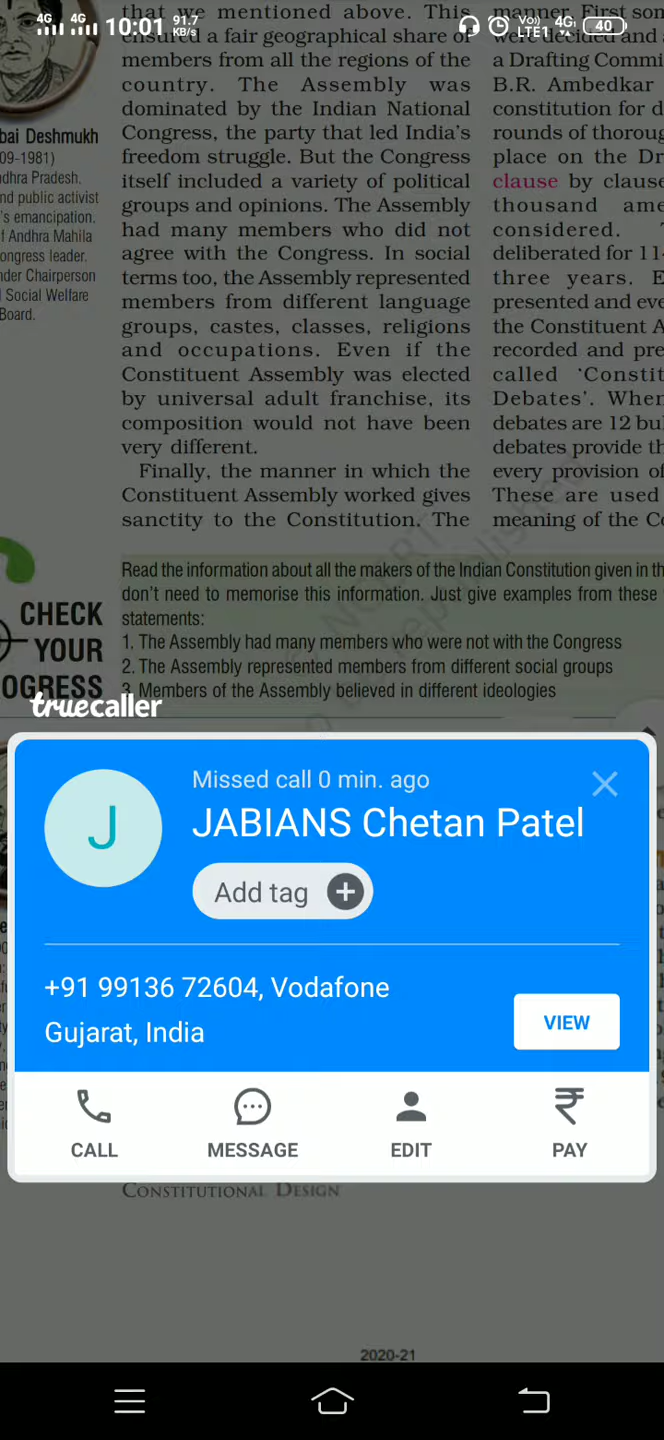 4G 4G 10:01 91.7 KB/s Vo)) LTE1 4G 40
bai Deshmukh
09-1981)
dhra Pradesh.
nd public activist
's emancipation.
f Andhra Mahila
ongress leader.
nder Chairperson
l Social Welfare
Board.
that we mentioned above. This
ensured a fair geographical share of
members from all the regions of the
country. The Assembly was
dominated by the Indian National
Congress, the party that led India's
freedom struggle. But the Congress
itself included a variety of political
groups and opinions. The Assembly
had many members who did not
agree with the Congress. In social
terms too, the Assembly represented
members from different language
groups, castes, classes, religions
and occupations. Even if the
Constituent Assembly was elected
by universal adult franchise, its
composition would not have been
very different.
Finally, the manner in which the
Constituent Assembly worked gives
sanctity to the Constitution. The
manner. First som
were decided and a
a Drafting Commi
B.R. Ambedkar
constitution for d
rounds of thoroug
place on the Dr
clause by clause
thousand ame
considered. T
deliberated for 114
three years. E
presented and eve
the Constituent A
recorded and pre
called 'Constit
Debates'. When
debates are 12 bul
debates provide th
every provision of
These are used
meaning of the Co
CHECK
YOUR
OGRESS
Read the information about all the makers of the Indian Constitution given in th
don't need to memorise this information. Just give examples from these
statements:
1. The Assembly had many members who were not with the Congress
2. The Assembly represented members from different social groups
3. Members of the Assembly believed in different ideologies
truecaller
Missed call 0 min. ago
J
JABIANS Chetan Patel
Add tag
+91 99136 72604, Vodafone
Gujarat, India
VIEW
CALL MESSAGE EDIT PAY
CONSTITUTIONAL DESIGN
2020-21